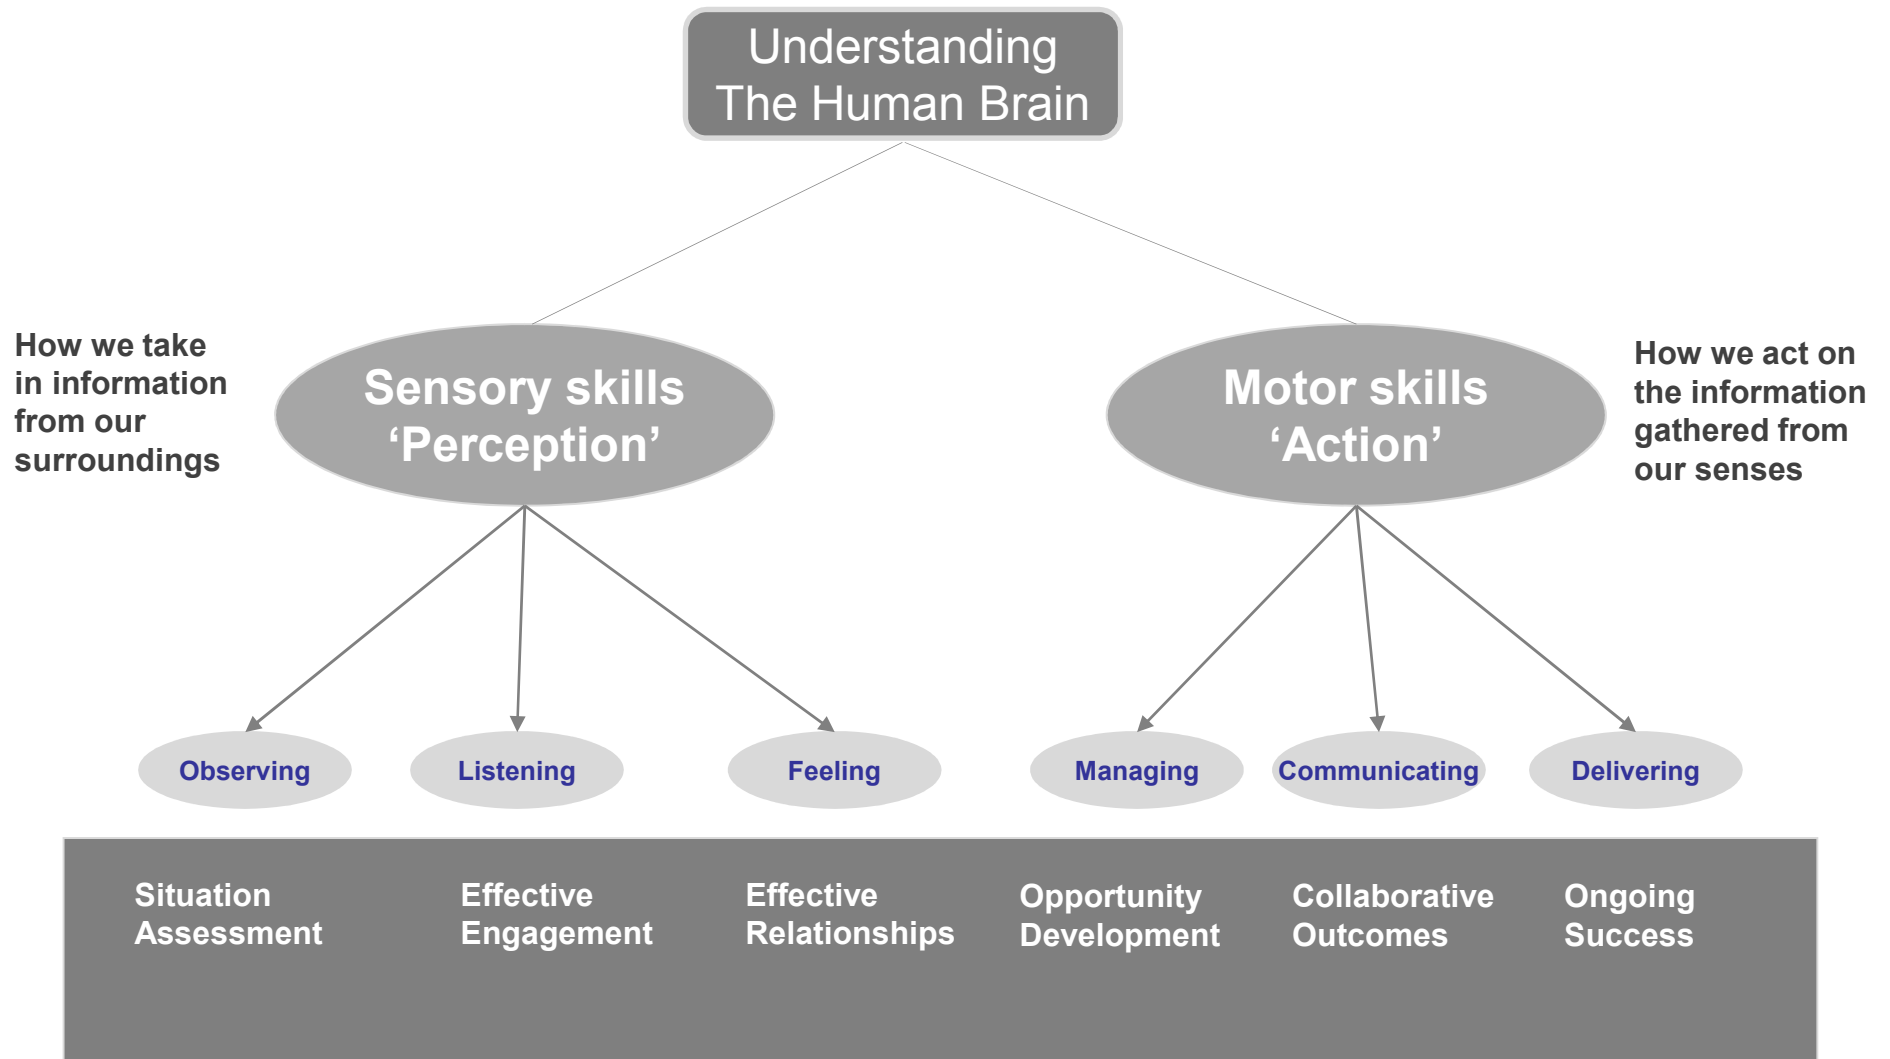 Understanding
The Human Brain
How we take
in information
from our
surroundings
Sensory skills
‘Perception’
Motor skills
‘Action’
How we act on
the information
gathered from
our senses
Observing
Listening
Feeling
Managing
Communicating
Delivering
Situation
Assessment
Effective
Engagement
Effective
Relationships
Opportunity
Development
Collaborative
Outcomes
Ongoing
Success